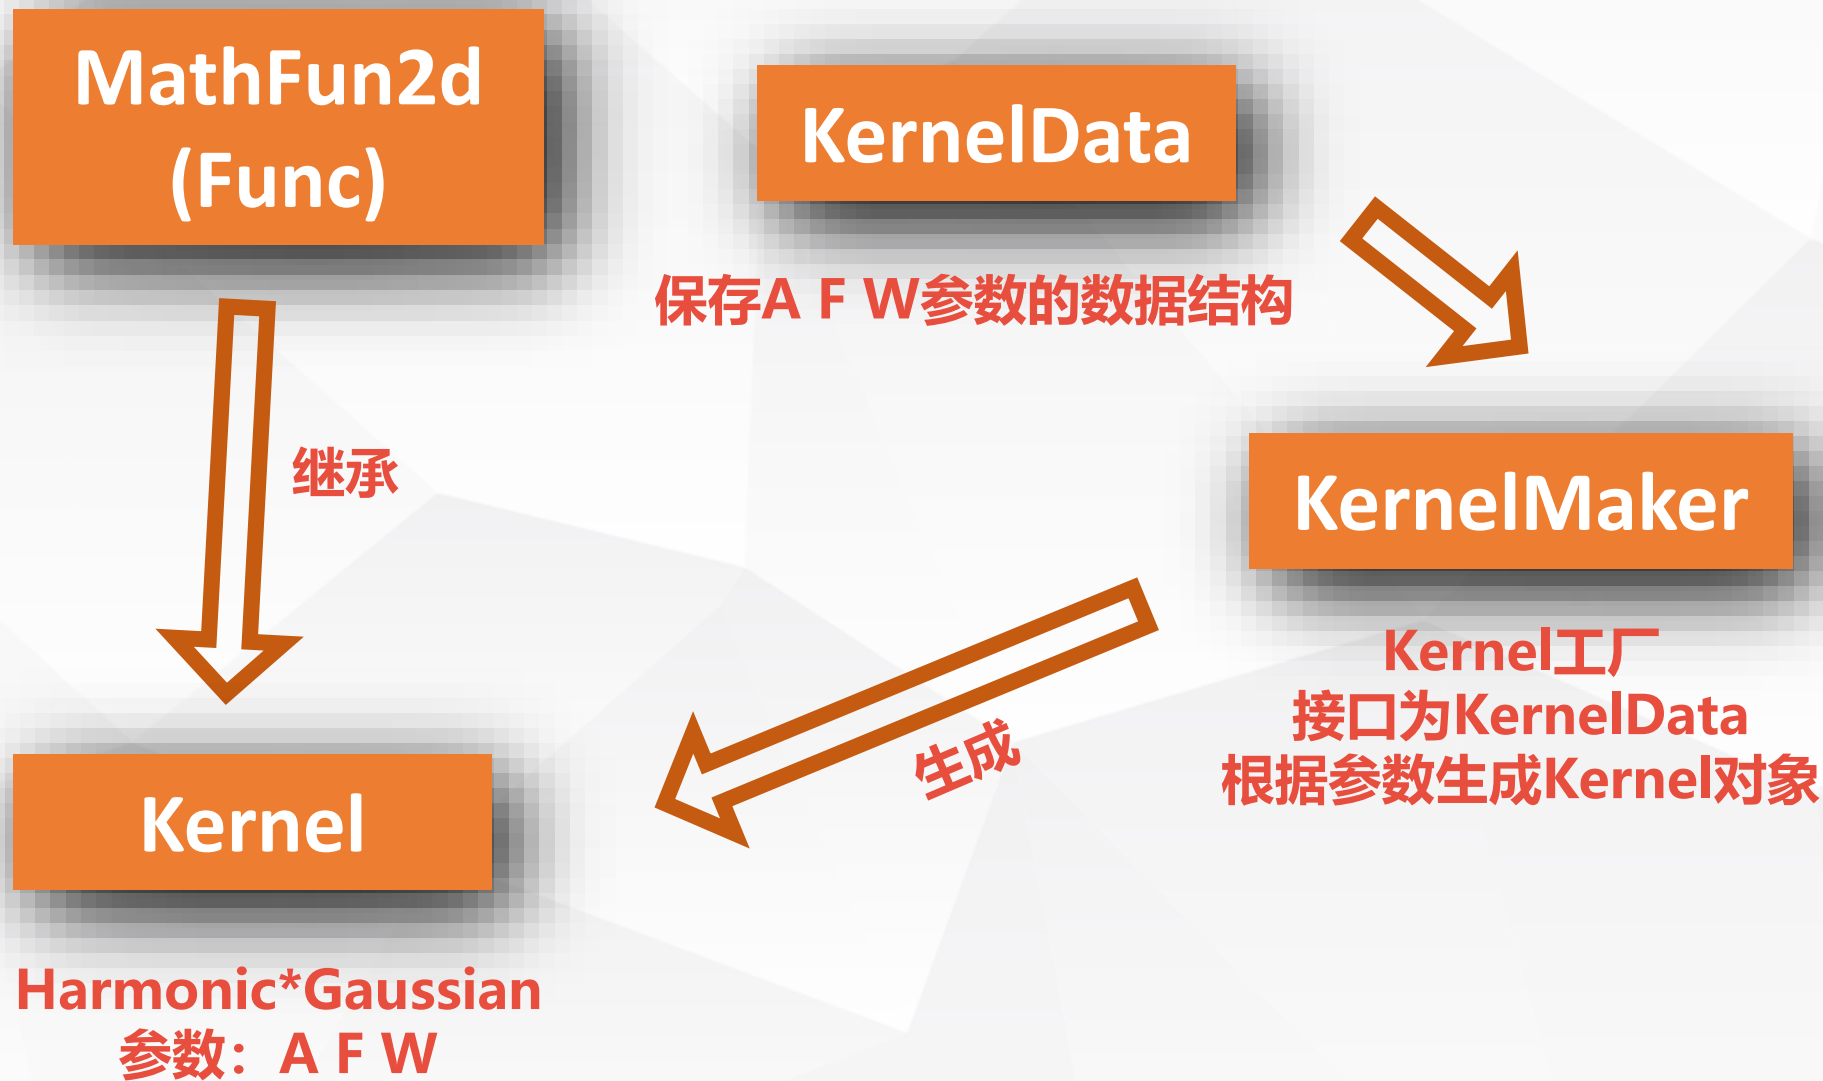 MathFun2d
(Func)
KernelData
保存A F W参数的数据结构
继承
KernelMaker
Kernel工厂
接口为KernelData
根据参数生成Kernel对象
生成
Kernel
Harmonic*Gaussian
参数：A F W